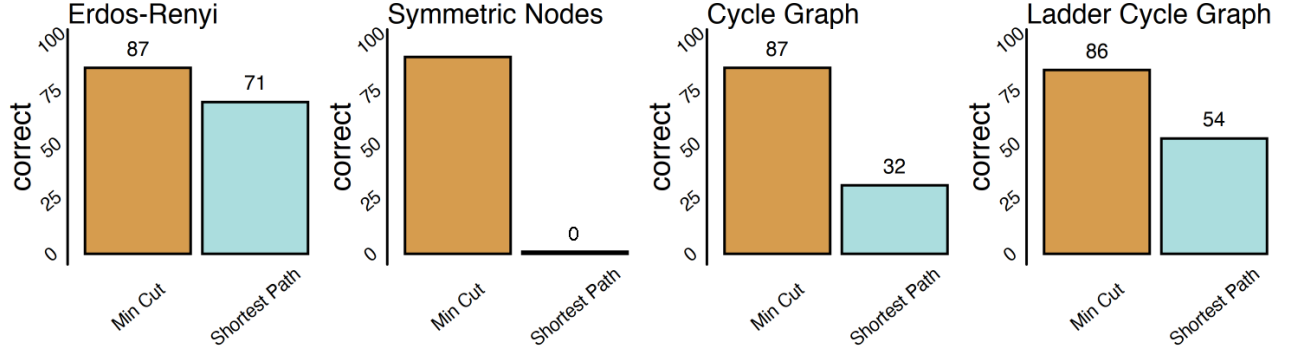 Erdos-Renyi
correct
100
75
50
25
0
87
71
Min Cut
Shortest Path
Symmetric Nodes
correct
100
75
50
25
0
0
Min Cut
Shortest Path
Cycle Graph
correct
100
75
50
25
0
87
32
Min Cut
Shortest Path
Ladder Cycle Graph
correct
100
75
50
25
0
86
54
Min Cut
Shortest Path